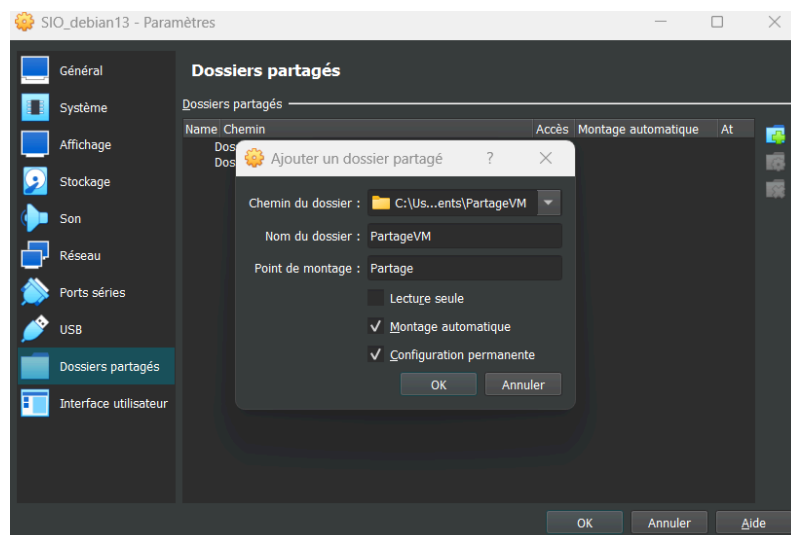 SIO_debian13 - Paramètres
Général
Système
Affichage
Stockage
Son
Réseau
Ports séries
USB
Dossiers partagés
Interface utilisateur
Dossiers partagés
Dossiers partagés
Name Chemin Accès Montage automatique At
Dos
Dos
Ajouter un dossier partagé ?
Chemin du dossier : C:\Us...ents\PartageVM
Nom du dossier : PartageVM
Point de montage : Partage
Lecture seule
Montage automatique
Configuration permanente
OK Annuler
OK Annuler Aide